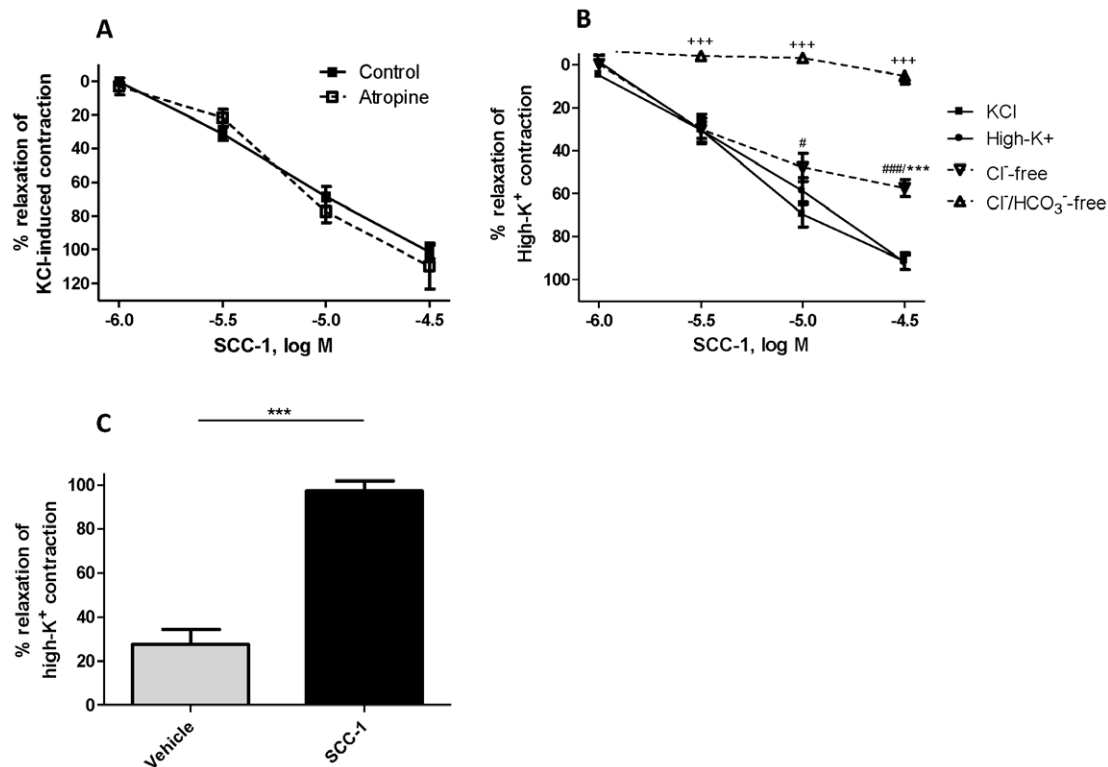 A
Control
Atropine
% relaxation of
KCl-induced contraction
0
20
40
60
80
100
120
-6.0
-5.5
-5.0
-4.5
SCC-1, log M
B
+++
+++
+++
#
###/***
KCl
High-K+
Cl⁻-free
Cl⁻/HCO₃⁻-free
% relaxation of
High-K⁺ contraction
0
20
40
60
80
100
-6.0
-5.5
-5.0
-4.5
SCC-1, log M
C
***
% relaxation of
high-K⁺ contraction
100
80
60
40
20
0
Vehicle
SCC-1